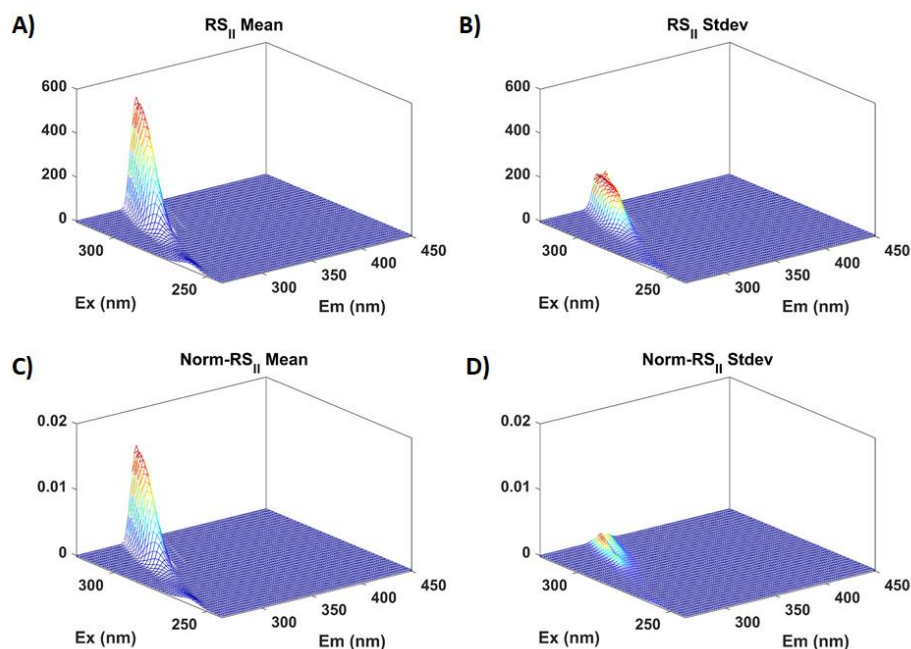 A)
RS_II Mean
600
400
200
0
300
250
Ex (nm)
300
350
400
450
Em (nm)
B)
RS_II Stdev
600
400
200
0
300
250
Ex (nm)
300
350
400
450
Em (nm)
C)
Norm-RS_II Mean
0.02
0.01
0
300
250
Ex (nm)
300
350
400
450
Em (nm)
D)
Norm-RS_II Stdev
0.02
0.01
0
300
250
Ex (nm)
300
350
400
450
Em (nm)